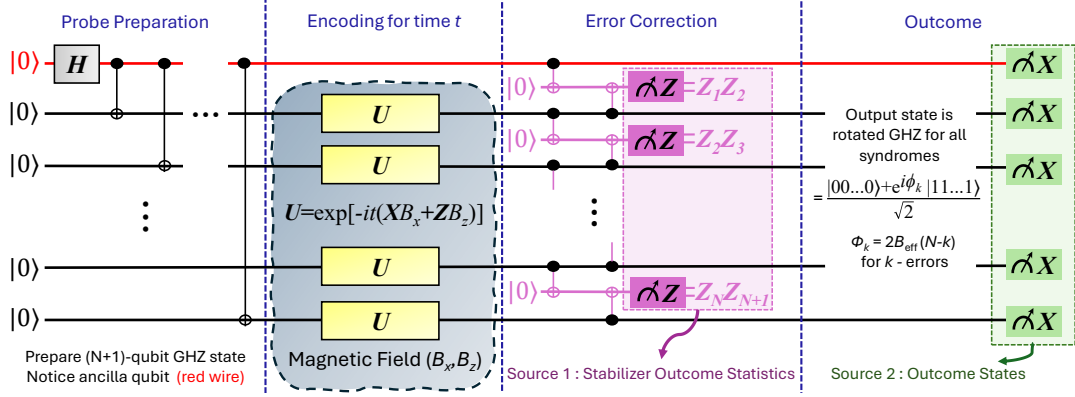 Probe Preparation
Encoding for time t
Error Correction
Outcome
|0⟩
H
|0⟩
|0⟩
|0⟩
|0⟩
...
⋮
U
U
U=exp[-it(XBx+ZBz)]
U
U
Magnetic Field (Bx,Bz)
|0⟩
Z
=Z1Z2
|0⟩
Z
=Z2Z3
⋮
|0⟩
Z
=ZNZN+1
Output state is
rotated GHZ for all
syndromes
= |00...0⟩+e^{iϕk} |11...1⟩
√2
Φk = 2Beff (N-k)
for k - errors
X
X
X
X
X
Prepare (N+1)-qubit GHZ state
Notice ancilla qubit (red wire)
Source 1 : Stabilizer Outcome Statistics
Source 2 : Outcome States